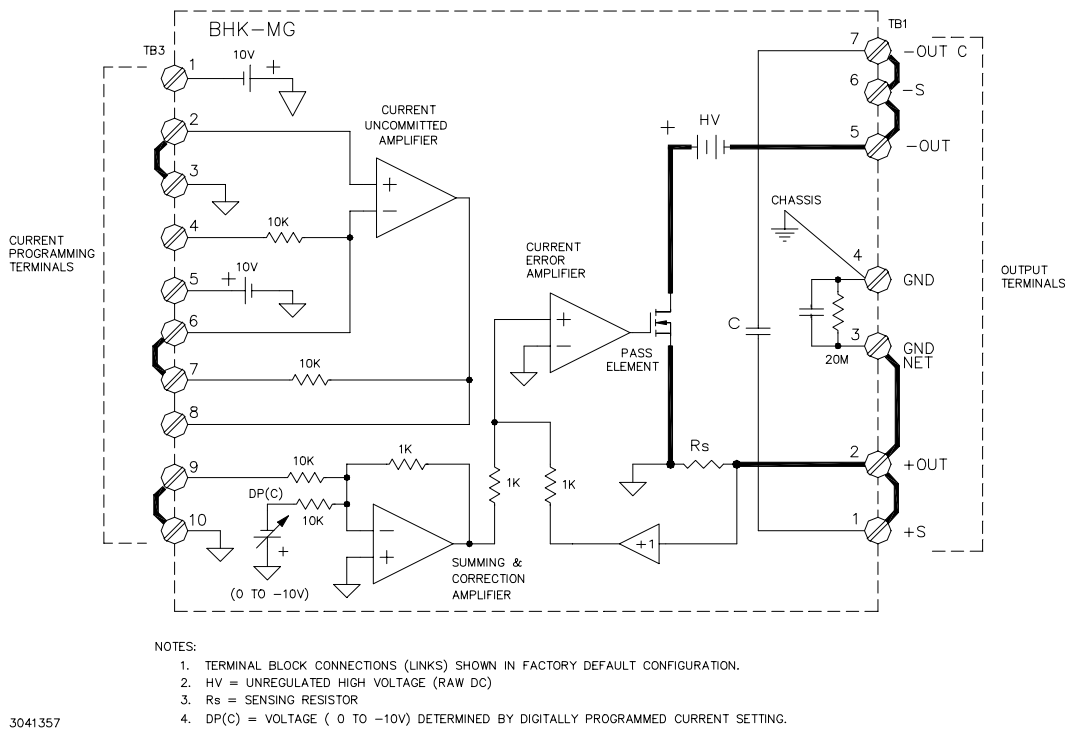 BHK-MG
TB3
TB1
1
10V
+
2
3
4
10K
5
+
10V
6
7
10K
8
9
10K
10
DP(C)
10K
+
(0 TO -10V)
CURRENT
PROGRAMMING
TERMINALS
CURRENT
UNCOMMITTED
AMPLIFIER
+
-
1K
-
+
SUMMING &
CORRECTION
AMPLIFIER
1K
1K
+1
CURRENT
ERROR
AMPLIFIER
+
-
PASS
ELEMENT
+
HV
Rs
C
CHASSIS
20M
7
-OUT C
6
-S
5
-OUT
4
GND
3
GND
NET
2
+OUT
1
+S
OUTPUT
TERMINALS
NOTES:
1. TERMINAL BLOCK CONNECTIONS (LINKS) SHOWN IN FACTORY DEFAULT CONFIGURATION.
2. HV = UNREGULATED HIGH VOLTAGE (RAW DC)
3. Rs = SENSING RESISTOR
4. DP(C) = VOLTAGE ( 0 TO -10V) DETERMINED BY DIGITALLY PROGRAMMED CURRENT SETTING.
3041357